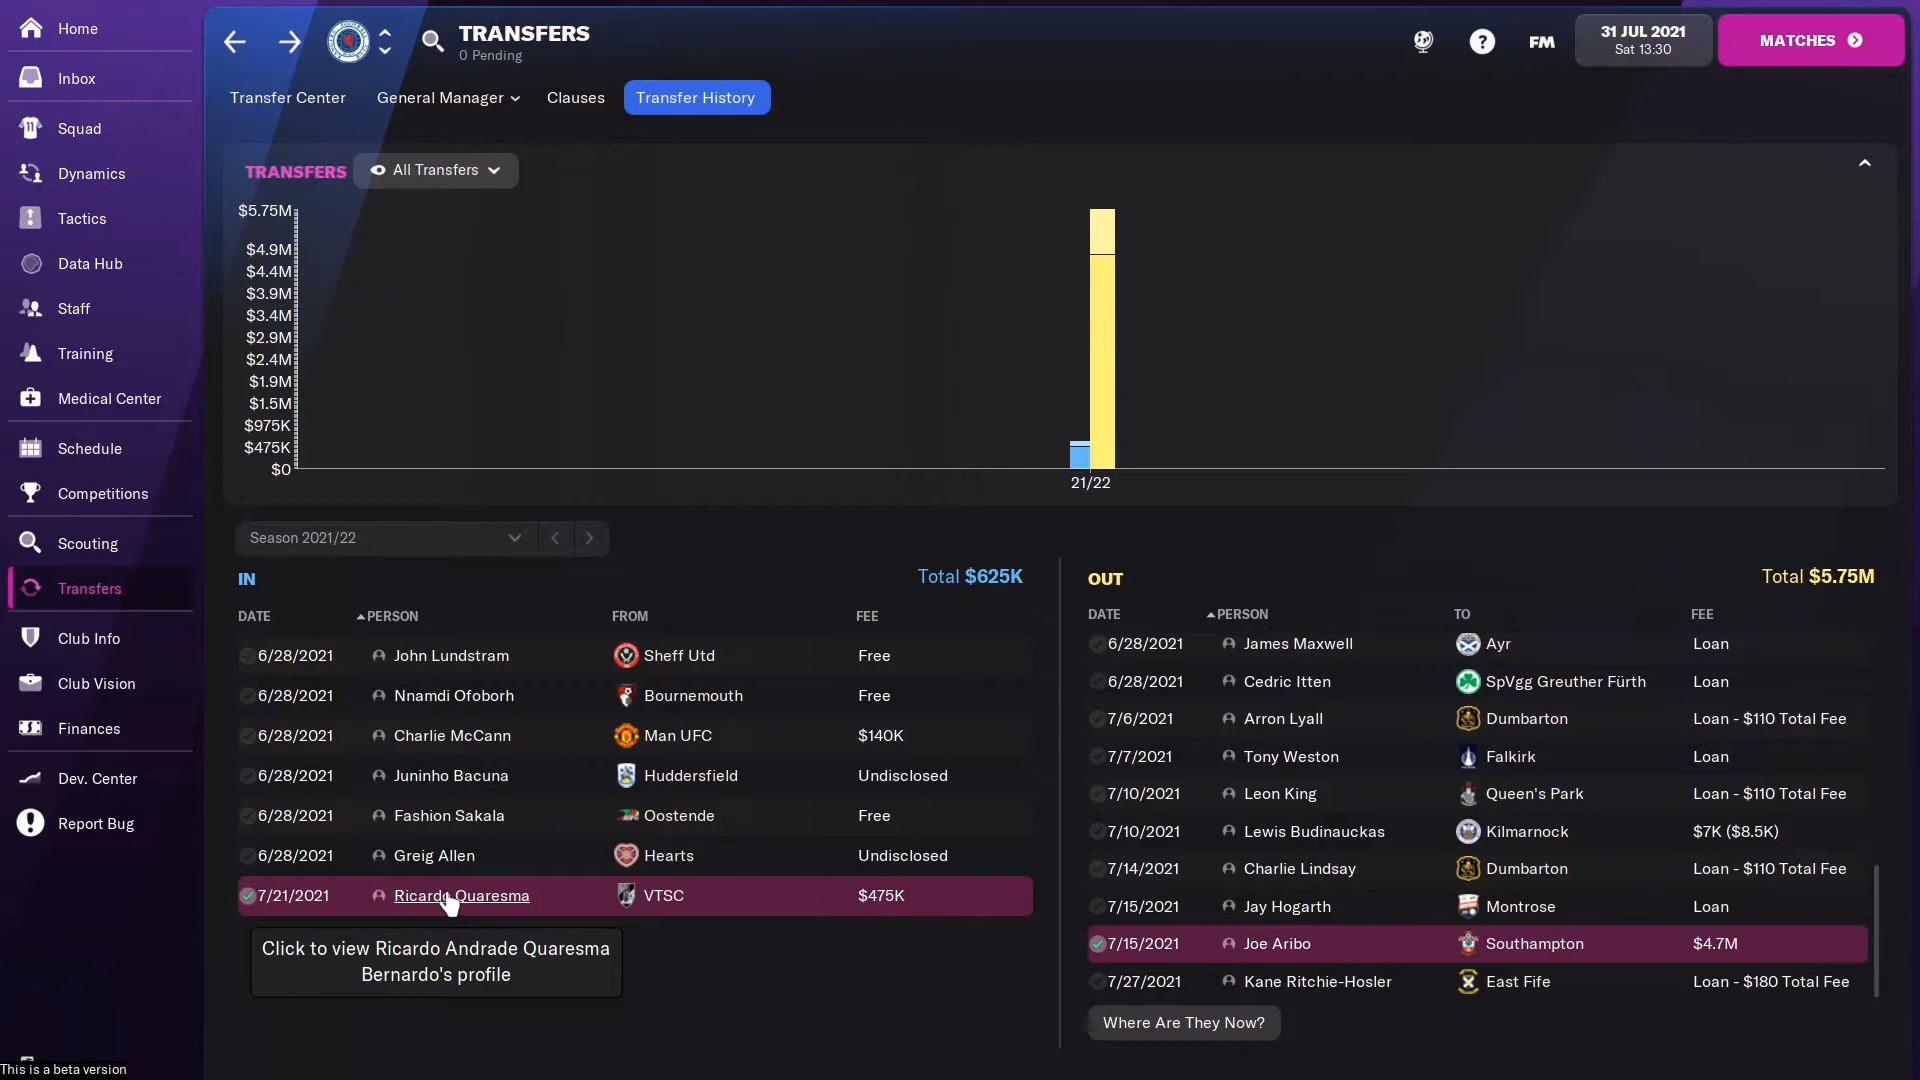 Home
Inbox
Squad
Dynamics
Tactics
Data Hub
Staff
Training
Medical Center
Schedule
Competitions
Scouting
Transfers
Club Info
Club Vision
Finances
Dev. Center
Report Bug
This is a beta version
TRANSFERS
0 Pending
FM
31 JUL 2021
Sat 13:30
MATCHES
Transfer Center General Manager Clauses Transfer History
TRANSFERS All Transfers
$5.75M
$4.9M
$4.4M
$3.9M
$3.4M
$2.9M
$2.4M
$1.9M
$1.5M
$975K
$475K
$0
21/22
Season 2021/22
IN Total $625K
DATE PERSON FROM FEE
6/28/2021 John Lundstram Sheff Utd Free
6/28/2021 Nnamdi Ofoborh Bournemouth Free
6/28/2021 Charlie McCann Man UFC $140K
6/28/2021 Juninho Bacuna Huddersfield Undisclosed
6/28/2021 Fashion Sakala Oostende Free
6/28/2021 Greig Allen Hearts Undisclosed
7/21/2021 Ricardo Quaresma VTSC $475K
Click to view Ricardo Andrade Quaresma
Bernardo's profile
OUT Total $5.75M
DATE PERSON TO FEE
6/28/2021 James Maxwell Ayr Loan
6/28/2021 Cedric Itten SpVgg Greuther Fürth Loan
7/6/2021 Arron Lyall Dumbarton Loan - $110 Total Fee
7/7/2021 Tony Weston Falkirk Loan
7/10/2021 Leon King Queen's Park Loan - $110 Total Fee
7/10/2021 Lewis Budinauckas Kilmarnock $7K ($8.5K)
7/14/2021 Charlie Lindsay Dumbarton Loan - $110 Total Fee
7/15/2021 Jay Hogarth Montrose Loan
7/15/2021 Joe Aribo Southampton $4.7M
7/27/2021 Kane Ritchie-Hosler East Fife Loan - $180 Total Fee
Where Are They Now?